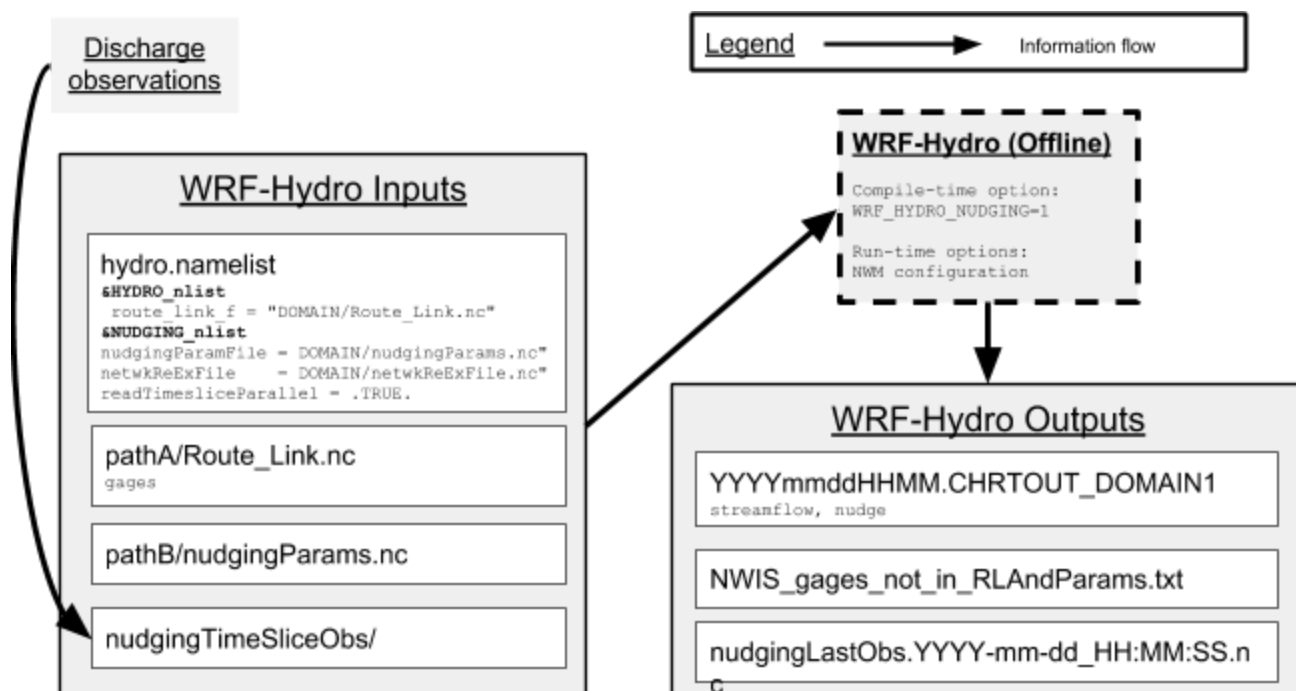 Discharge
observations
Legend
Information flow
WRF-Hydro Inputs
hydro.namelist
&HYDRO_nlist
route_link_f = "DOMAIN/Route_Link.nc"
&NUDGING_nlist
nudgingParamFile = DOMAIN/nudgingParams.nc"
netwkReExFile    = DOMAIN/netwkReExFile.nc"
readTimesliceParallel = .TRUE.
pathA/Route_Link.nc
gages
pathB/nudgingParams.nc
nudgingTimeSliceObs/
WRF-Hydro (Offline)
Compile-time option:
WRF_HYDRO_NUDGING=1
Run-time options:
NWM configuration
WRF-Hydro Outputs
YYYYmmddHHMM.CHRTOUT_DOMAIN1
streamflow, nudge
NWIS_gages_not_in_RLAndParams.txt
nudgingLastObs.YYYY-mm-dd_HH:MM:SS.n
c